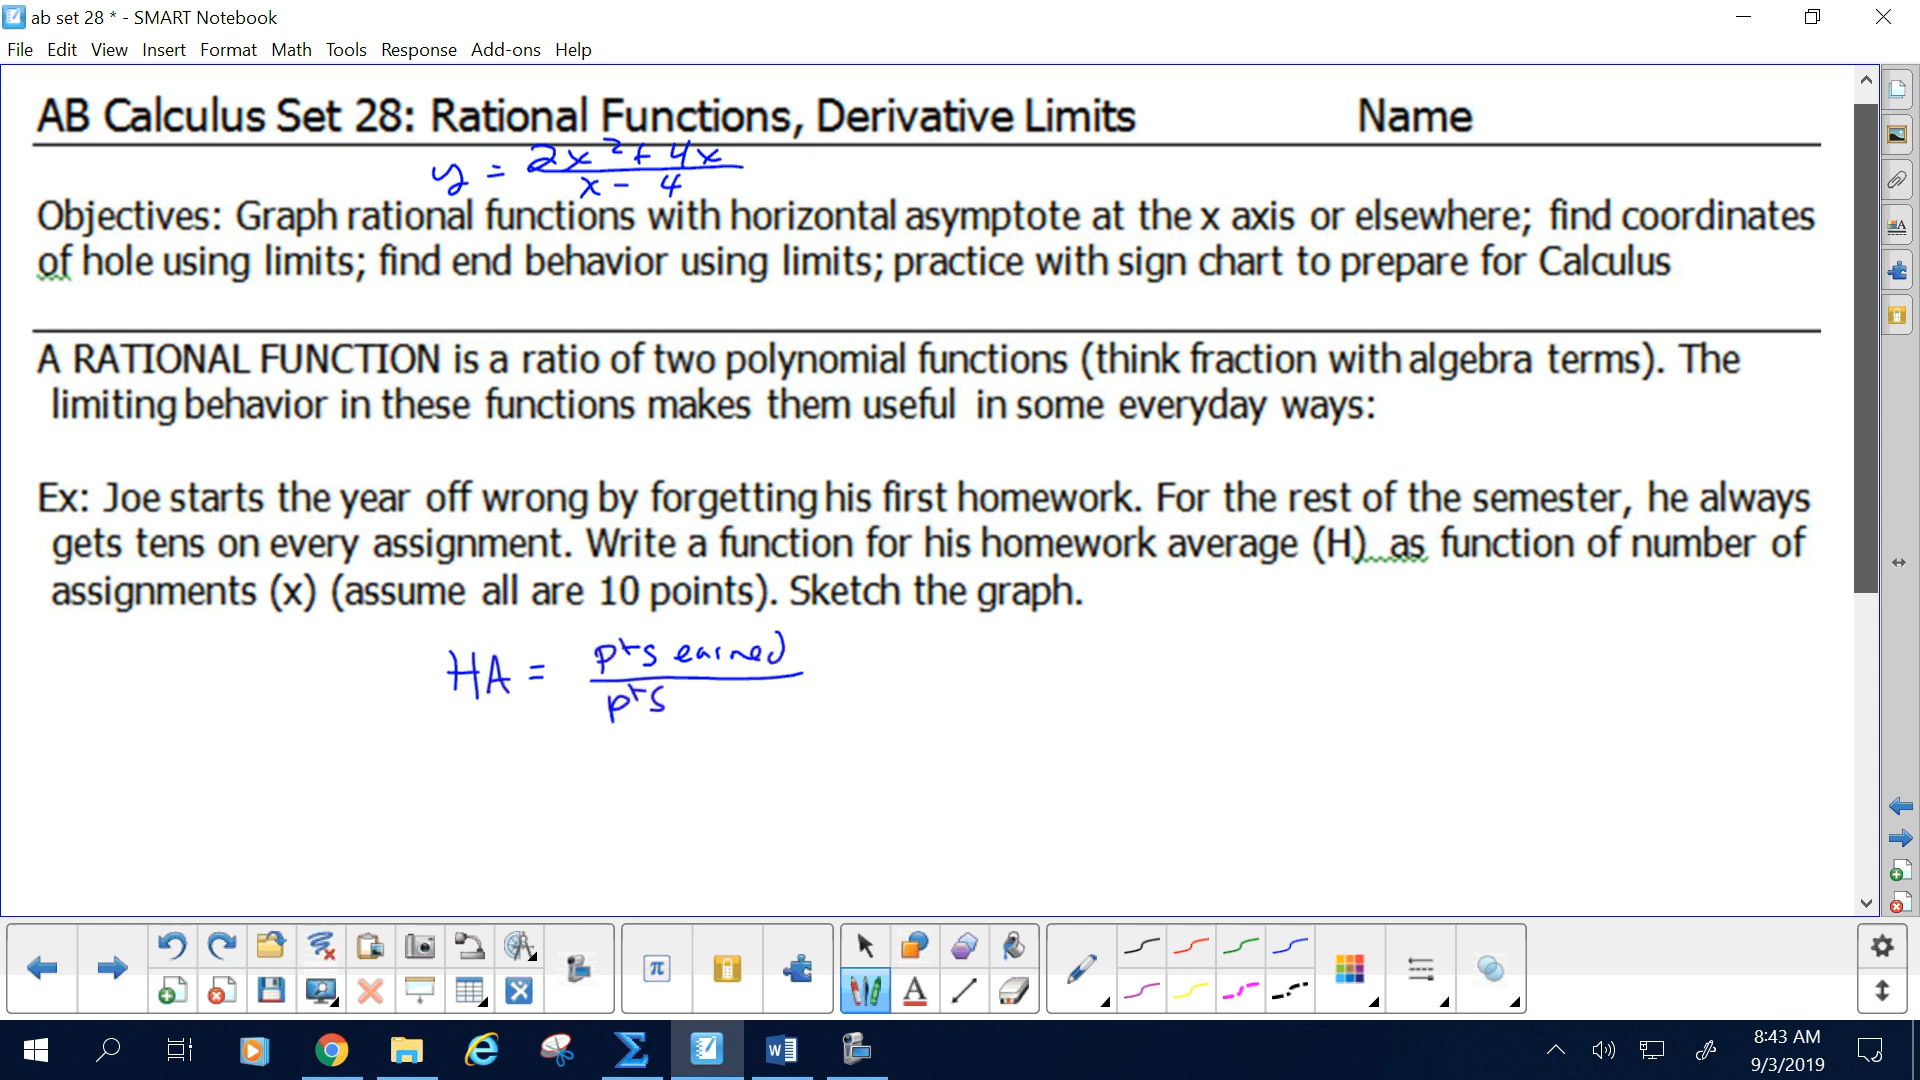 ab set 28 * - SMART Notebook
File Edit View Insert Format Math Tools Response Add-ons Help
AB Calculus Set 28: Rational Functions, Derivative Limits Name
y = 2x² + 4x
x - 4
Objectives: Graph rational functions with horizontal asymptote at the x axis or elsewhere; find coordinates
of hole using limits; find end behavior using limits; practice with sign chart to prepare for Calculus
A RATIONAL FUNCTION is a ratio of two polynomial functions (think fraction with algebra terms). The
limiting behavior in these functions makes them useful in some everyday ways:
Ex: Joe starts the year off wrong by forgetting his first homework. For the rest of the semester, he always
gets tens on every assignment. Write a function for his homework average (H) as function of number of
assignments (x) (assume all are 10 points). Sketch the graph.
HA = pts earned
pts
8:43 AM
9/3/2019